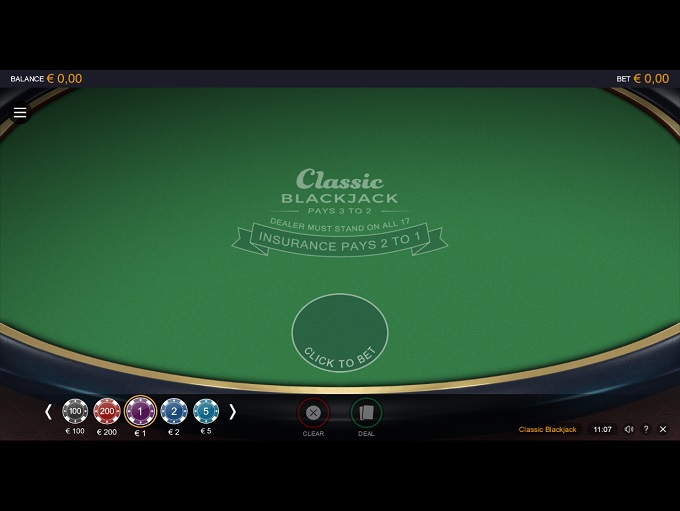 BALANCE € 0,00
BET € 0,00
Classic
BLACKJACK
PAYS 3 TO 2
DEALER MUST STAND ON ALL 17
INSURANCE PAYS 2 TO 1
CLICK TO BET
100 200 1 2 5
€ 100 € 200 € 1 € 2 € 5
CLEAR DEAL
Classic Blackjack 11:07 ?